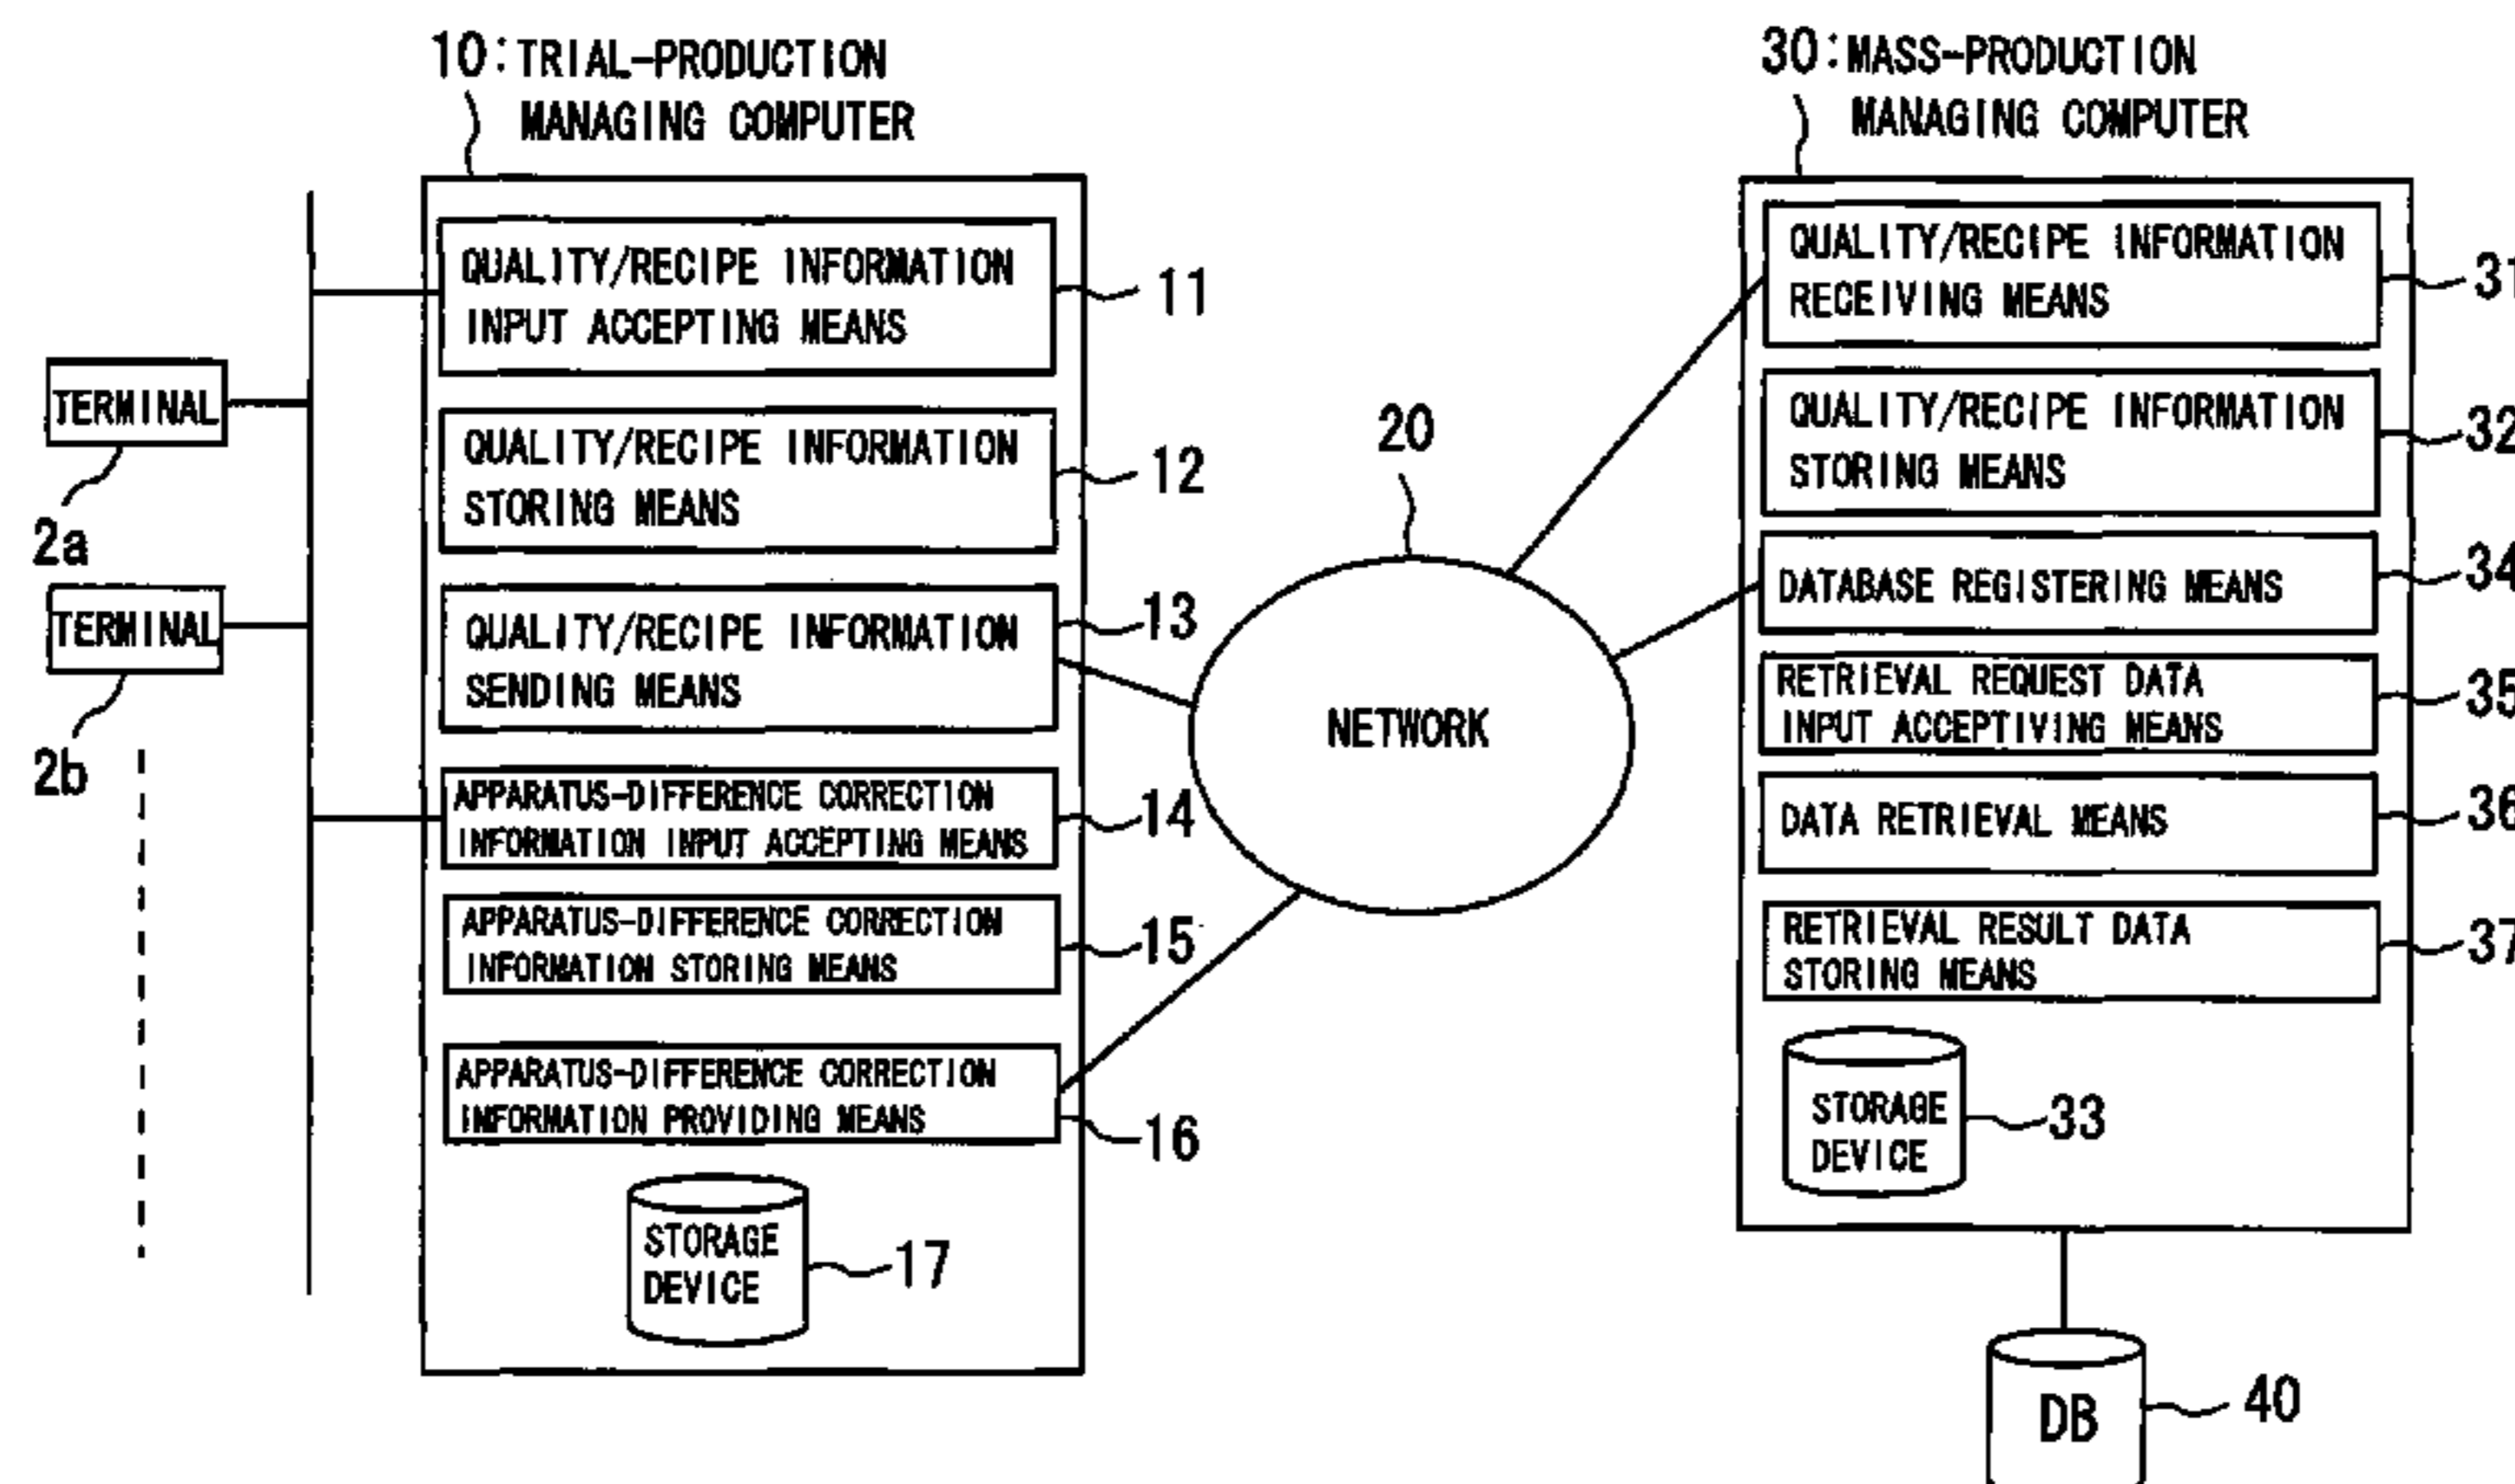 10:TRIAL-PRODUCTION
MANAGING COMPUTER
QUALITY/RECIPE INFORMATION
INPUT ACCEPTING MEANS
11
QUALITY/RECIPE INFORMATION
STORING MEANS
12
QUALITY/RECIPE INFORMATION
SENDING MEANS
13
APPARATUS-DIFFERENCE CORRECTION
INFORMATION INPUT ACCEPTING MEANS
14
APPARATUS-DIFFERENCE CORRECTION
INFORMATION STORING MEANS
15
APPARATUS-DIFFERENCE CORRECTION
INFORMATION PROVIDING MEANS
16
STORAGE
DEVICE
17
TERMINAL
2a
TERMINAL
2b
20
NETWORK
30:MASS-PRODUCTION
MANAGING COMPUTER
QUALITY/RECIPE INFORMATION
RECEIVING MEANS
31
QUALITY/RECIPE INFORMATION
STORING MEANS
32
DATABASE REGISTERING MEANS
34
RETRIEVAL REQUEST DATA
INPUT ACCEPTIVING MEANS
35
DATA RETRIEVAL MEANS
36
RETRIEVAL RESULT DATA
STORING MEANS
37
STORAGE
DEVICE
33
DB
40